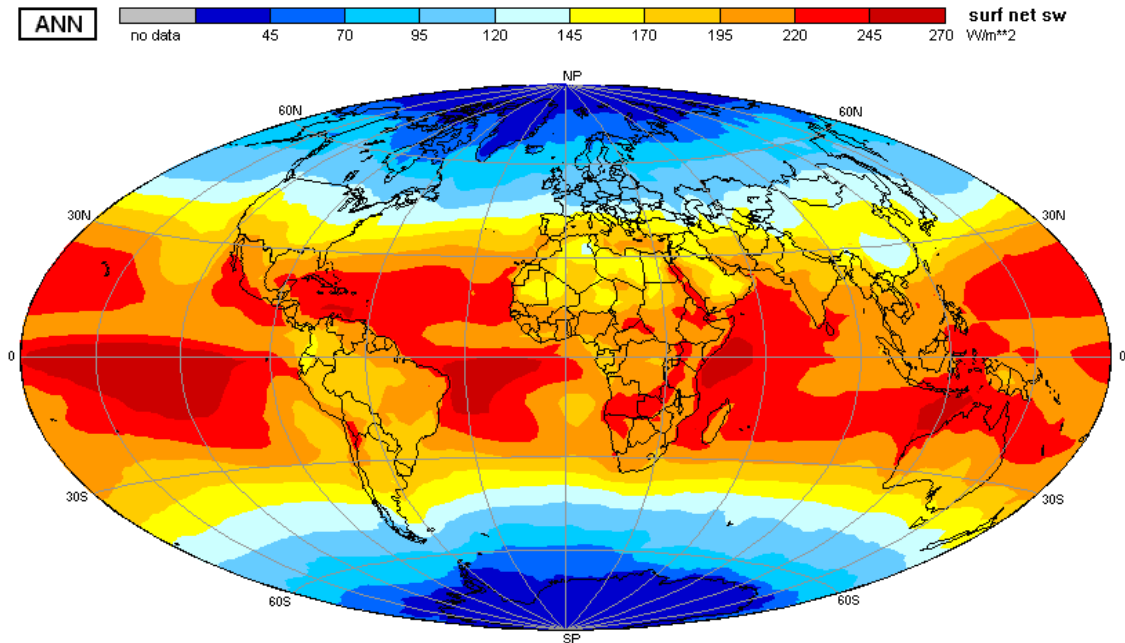 ANN
no data 45 70 95 120 145 170 195 220 245 270
surf net sw
W/m**2
NP
60N 60N
30N 30N
0 0
30S 30S
60S 60S
SP